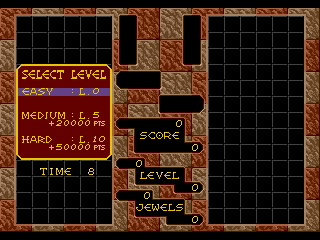 SELECT LEVEL
EASY : L. 0
MEDIUM : L. 5
+20000 PTS
HARD : L. 10
+50000 PTS
TIME 8
0
SCORE
0
0
LEVEL
0
0
JEWELS
0